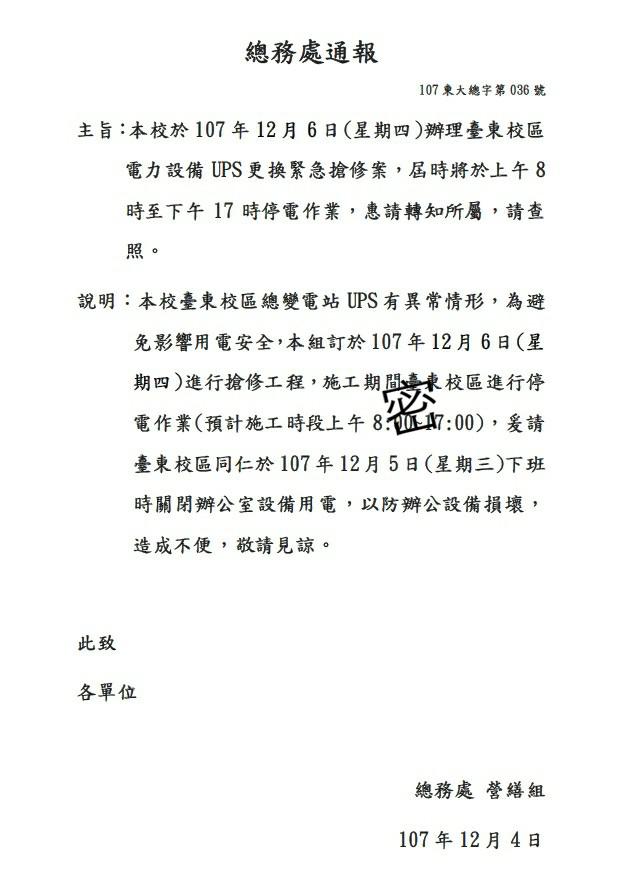 總務處通報
107東大總字第036號
主旨：本校於107年12月6日(星期四)辦理臺東校區
電力設備UPS更換緊急搶修案，屆時將於上午8
時至下午17時停電作業，惠請轉知所屬，請查
照。
說明：本校臺東校區總變電站UPS有異常情形，為避
免影響用電安全,本組訂於107年12月6日(星
期四)進行搶修工程，施工期間臺東校區進行停
密
電作業(預計施工時段上午8:00~17:00)，爰請
臺東校區同仁於107年12月5日(星期三)下班
時關閉辦公室設備用電，以防辦公設備損壞，
造成不便，敬請見諒。
此致
各單位
總務處 營繕組
107年12月4日